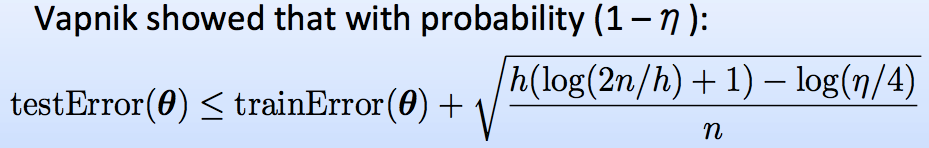 Vapnik showed that with probability (1 – η ):
testError(θ) ≤ trainError(θ) + √(h(log(2n/h) + 1) − log(η/4) / n)